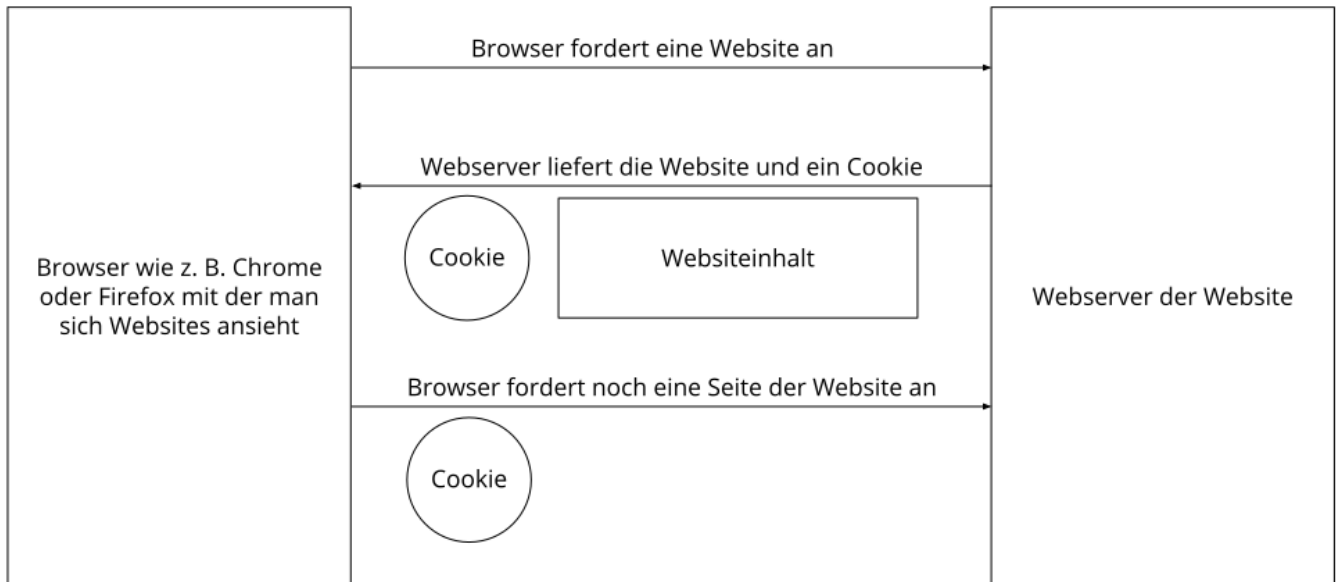 Browser fordert eine Website an
Webserver liefert die Website und ein Cookie
Cookie
Websiteinhalt
Browser wie z. B. Chrome
oder Firefox mit der man
sich Websites ansieht
Webserver der Website
Browser fordert noch eine Seite der Website an
Cookie